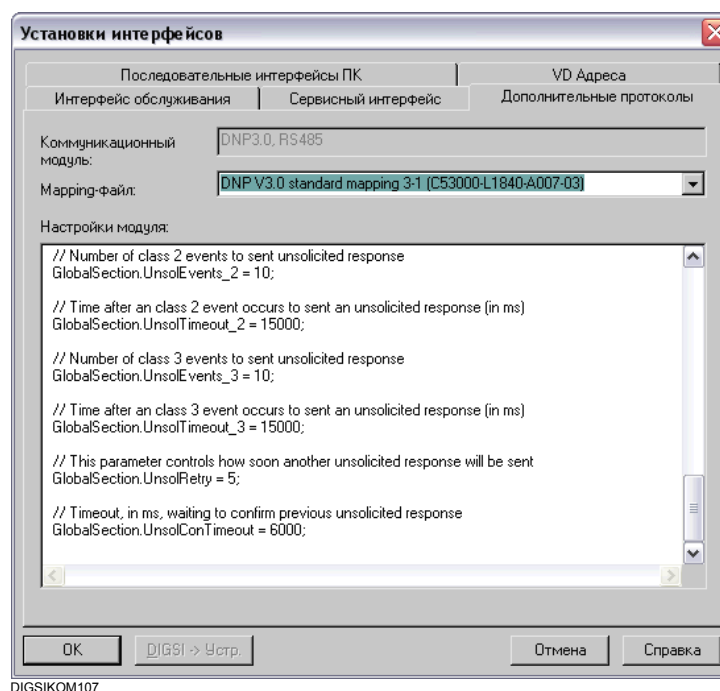 Установки интерфейсов
Последовательные интерфейсы ПК
VD Адреса
Интерфейс обслуживания
Сервисный интерфейс
Дополнительные протоколы
Коммуникационный
модуль:
DNP3.0, RS485
Mapping-файл:
DNP V3.0 standard mapping 3-1 (C53000-L1840-A007-03)
Настройки модуля:
// Number of class 2 events to sent unsolicited response
GlobalSection.UnsolEvents_2 = 10;
// Time after an class 2 event occurs to sent an unsolicited response (in ms)
GlobalSection.UnsolTimeout_2 = 15000;
// Number of class 3 events to sent unsolicited response
GlobalSection.UnsolEvents_3 = 10;
// Time after an class 3 event occurs to sent an unsolicited response (in ms)
GlobalSection.UnsolTimeout_3 = 15000;
// This parameter controls how soon another unsolicited response will be sent
GlobalSection.UnsolRetry = 5;
// Timeout, in ms, waiting to confirm previous unsolicited response
GlobalSection.UnsolConTimeout = 6000;
OK
DIGSI -> Устр.
Отмена
Справка
DIGSIKOM107